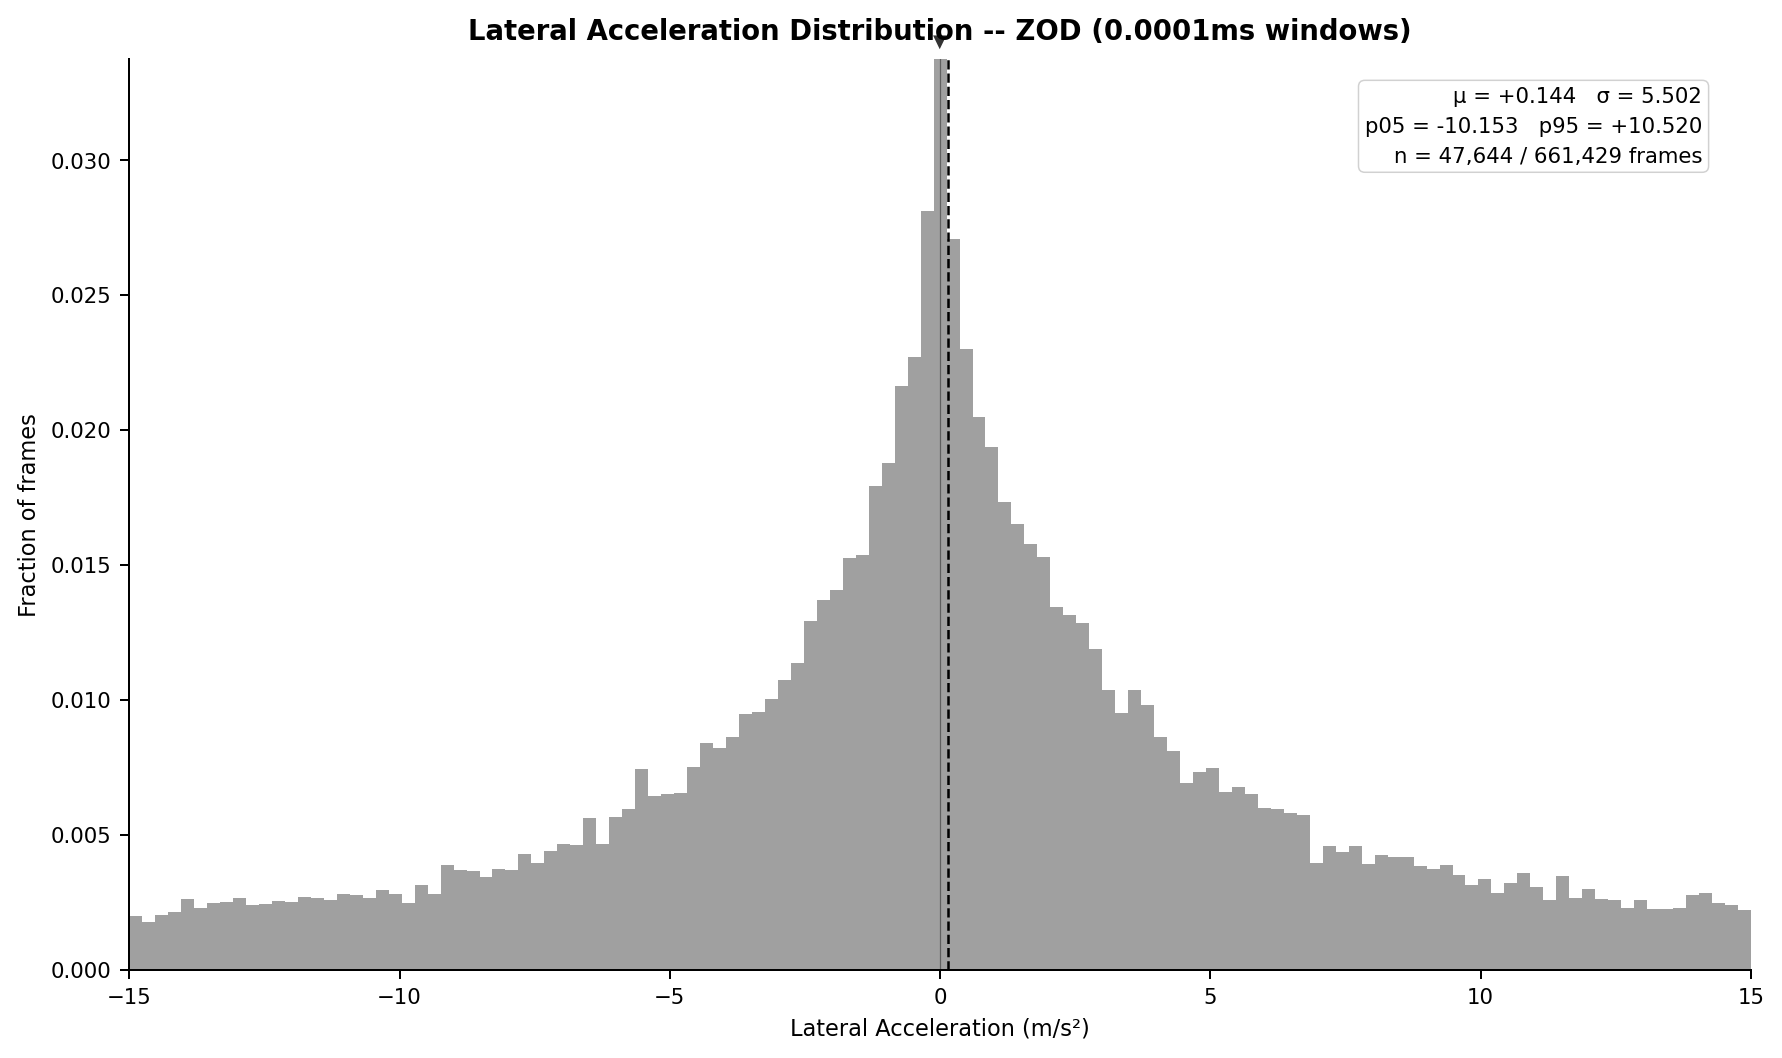 Lateral Acceleration Distribution -- ZOD (0.0001ms windows)
μ = +0.144   σ = 5.502
p05 = -10.153   p95 = +10.520
n = 47,644 / 661,429 frames
Fraction of frames
0.030
0.025
0.020
0.015
0.010
0.005
0.000
−15
−10
−5
0
5
10
15
Lateral Acceleration (m/s²)